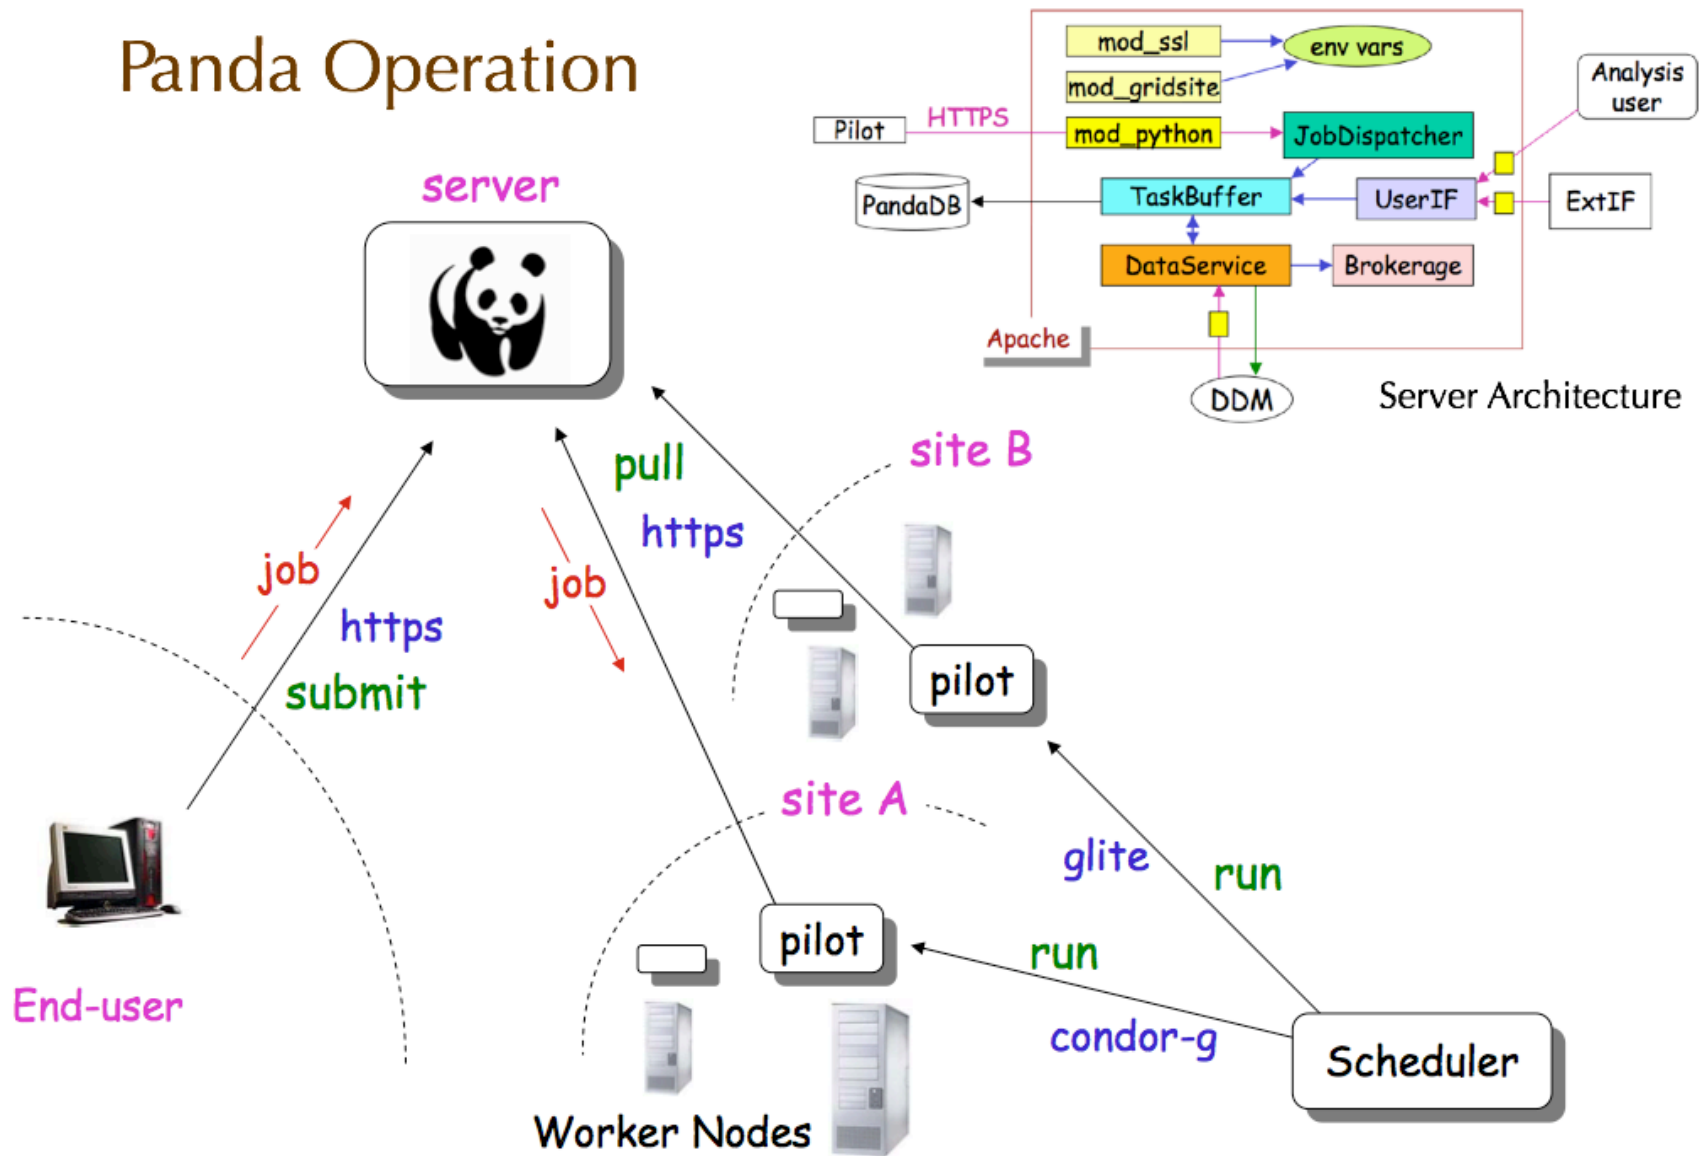 Panda Operation
mod_ssl
env vars
mod_gridsite
Analysis
user
Pilot
HTTPS
mod_python
JobDispatcher
PandaDB
TaskBuffer
UserIF
ExtIF
DataService
Brokerage
Apache
DDM
Server Architecture
server
pull
site B
https
job
job
https
submit
pilot
site A
glite
run
End-user
pilot
run
condor-g
Scheduler
Worker Nodes